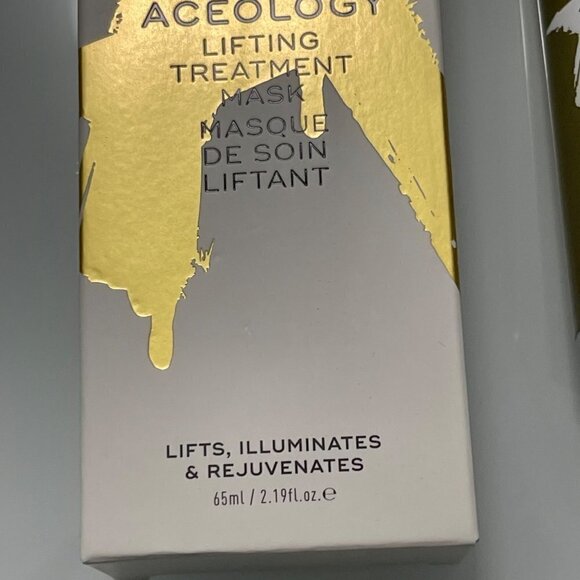 ACEOLOGY
LIFTING
TREATMENT
MASK
MASQUE
DE SOIN
LIFTANT
LIFTS, ILLUMINATES
& REJUVENATES
65ml / 2.19fl.oz.℮